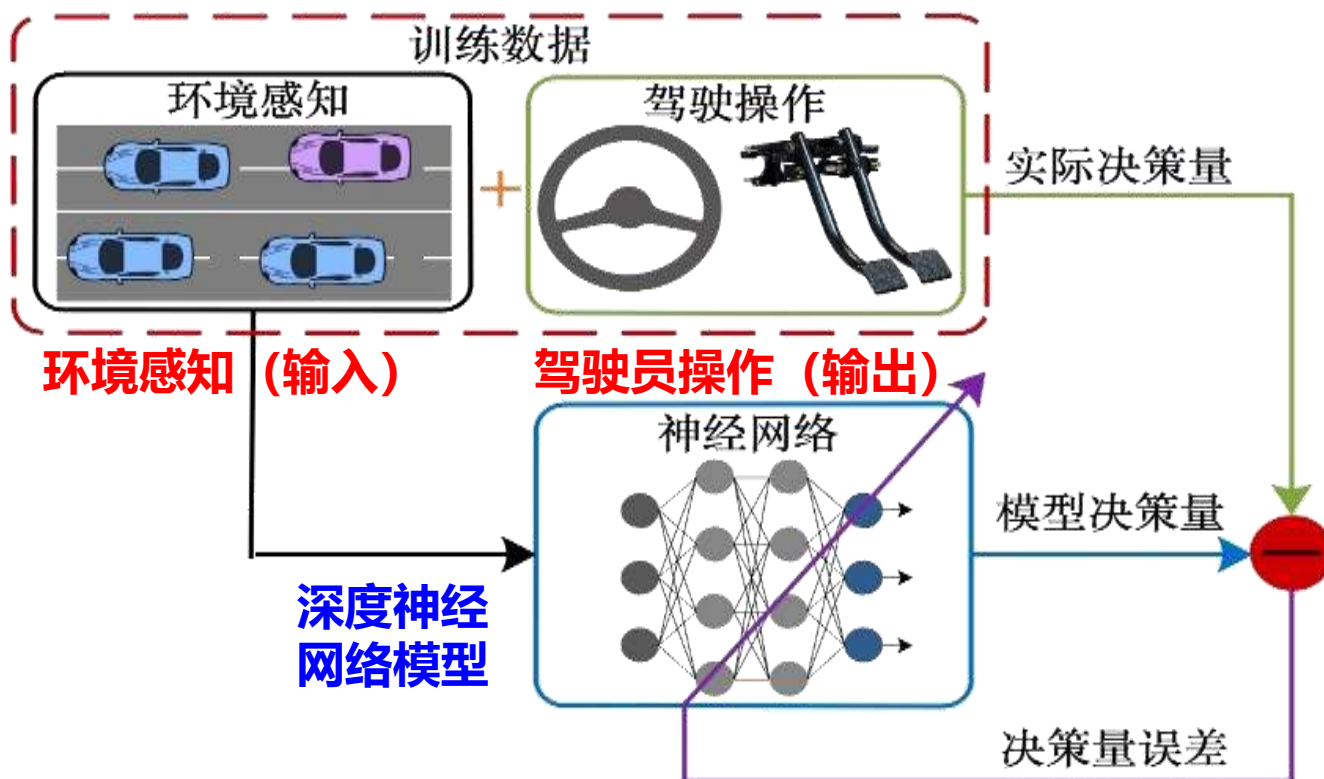 训练数据
环境感知
驾驶操作
实际决策量
环境感知（输入）
驾驶员操作（输出）
神经网络
模型决策量
深度神经
网络模型
决策量误差